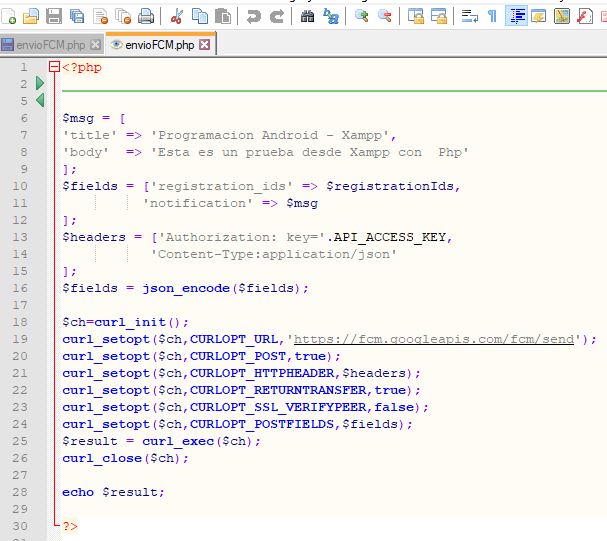 envioFCM.php envioFCM.php
1 <?php
2
5
6 $msg = [
7 'title' => 'Programacion Android - Xampp',
8 'body'  => 'Esta es un prueba desde Xampp con  Php'
9 ];
10 $fields = ['registration_ids' => $registrationIds,
11           'notification' => $msg
12 ];
13 $headers = ['Authorization: key='.API_ACCESS_KEY,
14            'Content-Type:application/json'
15 ];
16 $fields = json_encode($fields);
17
18 $ch=curl_init();
19 curl_setopt($ch,CURLOPT_URL,'https://fcm.googleapis.com/fcm/send');
20 curl_setopt($ch,CURLOPT_POST,true);
21 curl_setopt($ch,CURLOPT_HTTPHEADER,$headers);
22 curl_setopt($ch,CURLOPT_RETURNTRANSFER,true);
23 curl_setopt($ch,CURLOPT_SSL_VERIFYPEER,false);
24 curl_setopt($ch,CURLOPT_POSTFIELDS,$fields);
25 $result = curl_exec($ch);
26 curl_close($ch);
27
28 echo $result;
29
30 ?>